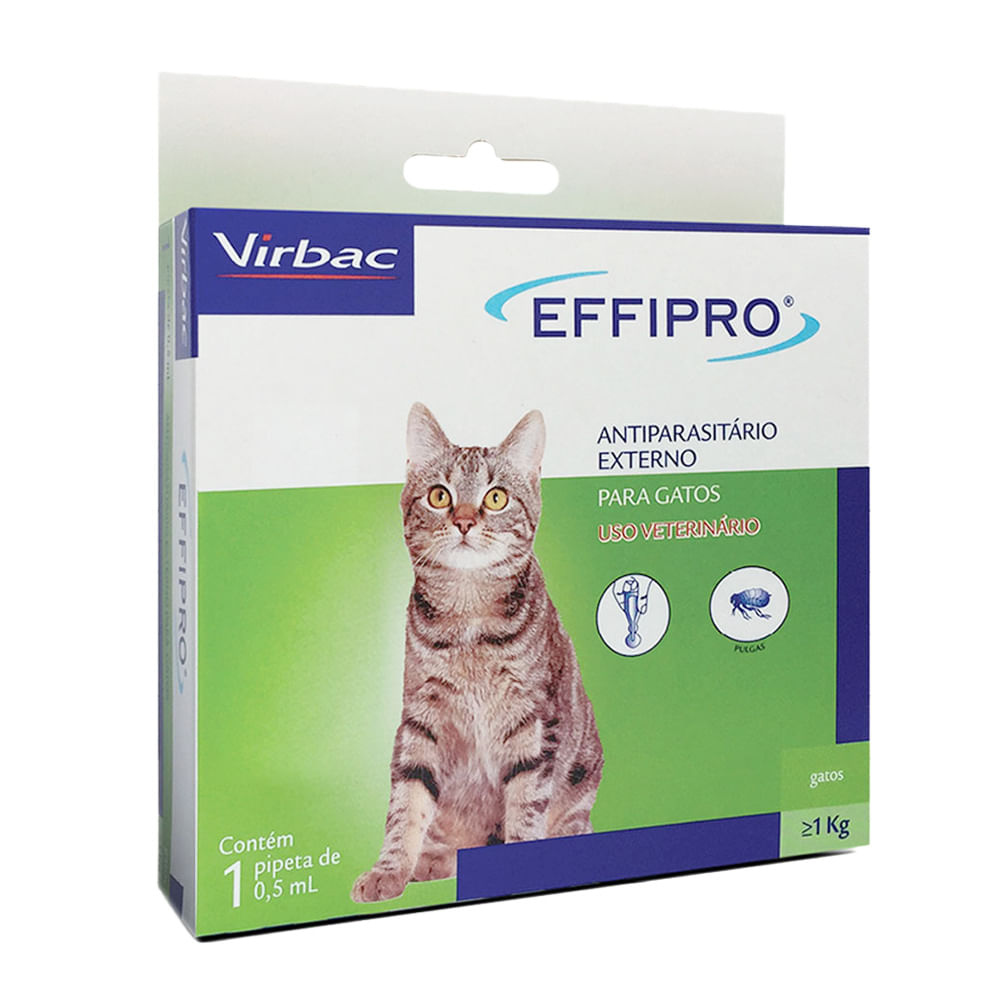 Virbac
EFFIPRO®
ANTIPARASITÁRIO
EXTERNO
PARA GATOS
USO VETERINÁRIO
PULGAS
gatos
≥1 Kg
Contém
1 pipeta de
0,5 mL
Virbac
EFFIPRO®